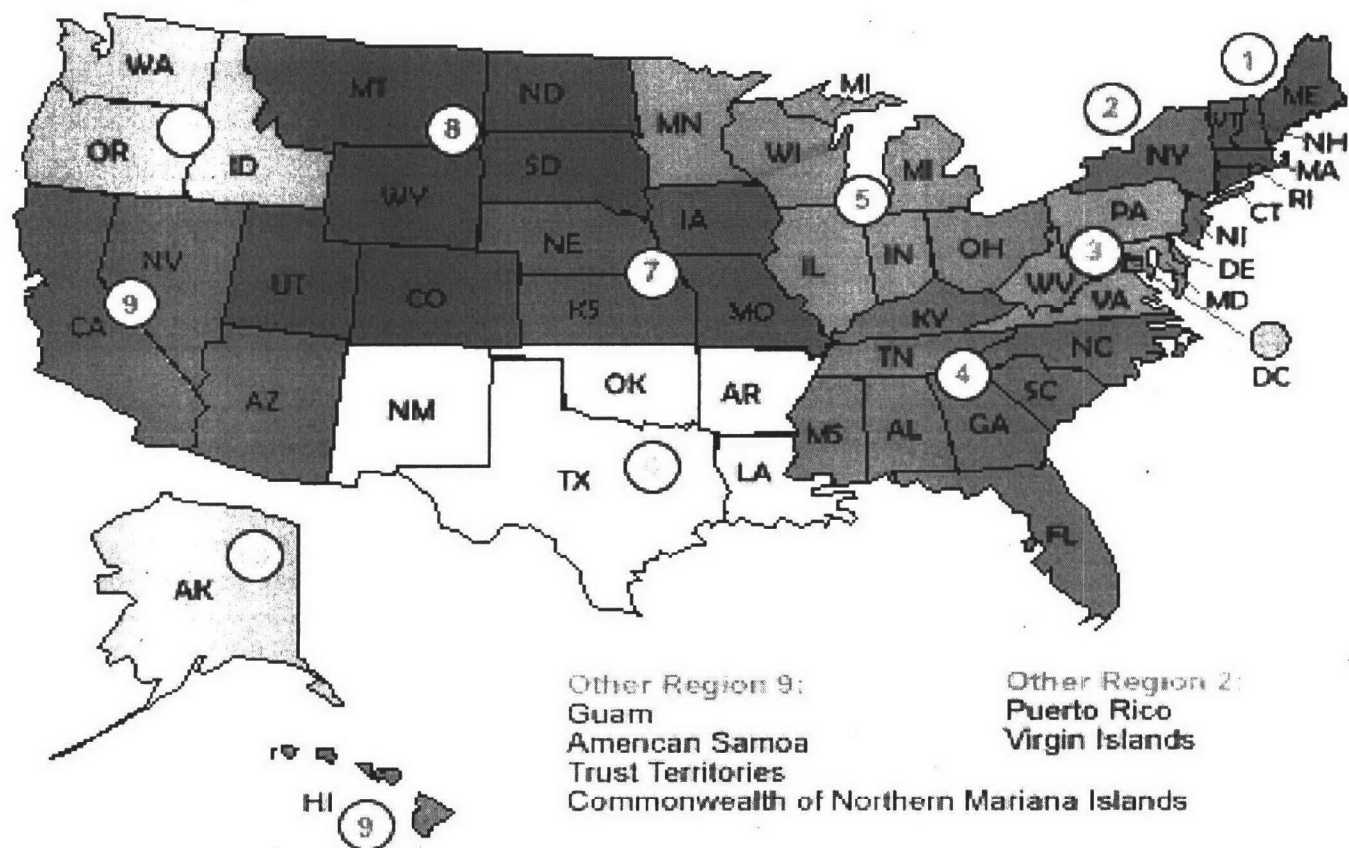 1
WA
MT
ND
MI
ME
2
VT
8
MN
OR
ID
WI
NY
NH
SD
MI
MA
WY
5
RI
PA
CT
IA
NE
OH
NV
IL
IN
3
7
UT
WV
DE
CO
VA
MD
9
KS
MO
KY
CA
NC
TN
DC
4
OK
AZ
AR
SC
NM
MS
AL
GA
TX
LA
FL
AK
Other Region 9:
Other Region 2:
Guam
Puerto Rico
American Samoa
Virgin Islands
Trust Territories
Commonwealth of Northern Mariana Islands
HI
9